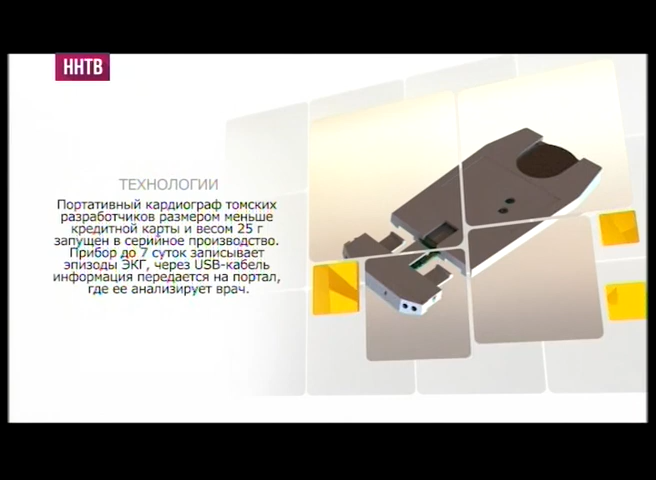 ННТВ
ТЕХНОЛОГИИ
Портативный кардиограф томских
разработчиков размером меньше
кредитной карты и весом 25 г
запущен в серийное производство.
Прибор до 7 суток записывает
эпизоды ЭКГ, через USB-кабель
информация передается на портал,
где ее анализирует врач.